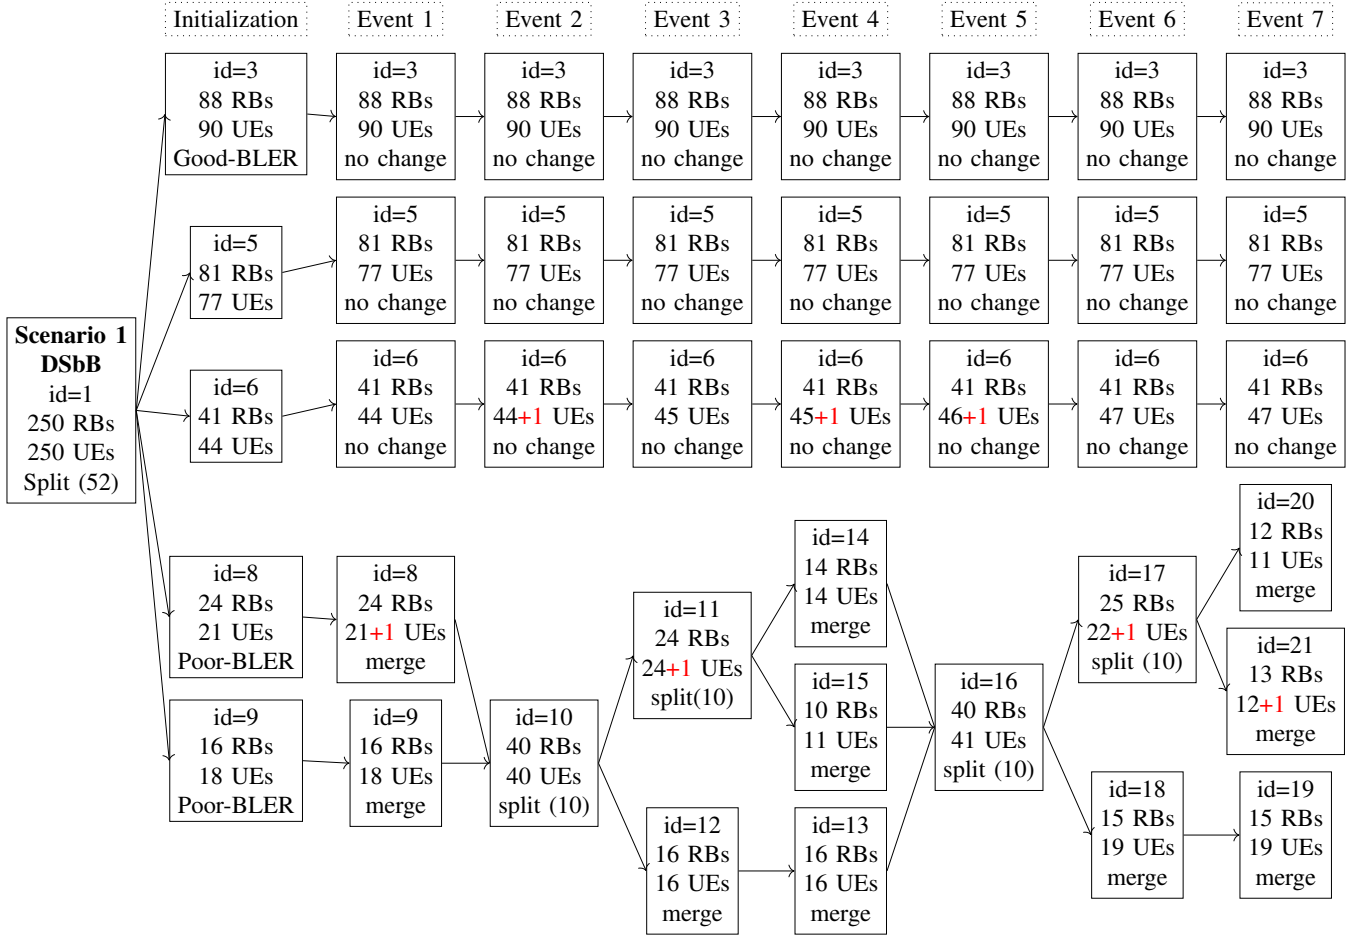 Initialization
Event 1
Event 2
Event 3
Event 4
Event 5
Event 6
Event 7
Scenario 1
DSbB
id=1
250 RBs
250 UEs
Split (52)
id=3
88 RBs
90 UEs
Good-BLER
id=3
88 RBs
90 UEs
no change
id=3
88 RBs
90 UEs
no change
id=3
88 RBs
90 UEs
no change
id=3
88 RBs
90 UEs
no change
id=3
88 RBs
90 UEs
no change
id=3
88 RBs
90 UEs
no change
id=3
88 RBs
90 UEs
no change
id=5
81 RBs
77 UEs
id=5
81 RBs
77 UEs
no change
id=5
81 RBs
77 UEs
no change
id=5
81 RBs
77 UEs
no change
id=5
81 RBs
77 UEs
no change
id=5
81 RBs
77 UEs
no change
id=5
81 RBs
77 UEs
no change
id=5
81 RBs
77 UEs
no change
id=6
41 RBs
44 UEs
id=6
41 RBs
44 UEs
no change
id=6
41 RBs
44+1 UEs
no change
id=6
41 RBs
45 UEs
no change
id=6
41 RBs
45+1 UEs
no change
id=6
41 RBs
46+1 UEs
no change
id=6
41 RBs
47 UEs
no change
id=6
41 RBs
47 UEs
no change
id=8
24 RBs
21 UEs
Poor-BLER
id=8
24 RBs
21+1 UEs
merge
id=9
16 RBs
18 UEs
Poor-BLER
id=9
16 RBs
18 UEs
merge
id=10
40 RBs
40 UEs
split (10)
id=11
24 RBs
24+1 UEs
split(10)
id=12
16 RBs
16 UEs
merge
id=14
14 RBs
14 UEs
merge
id=15
10 RBs
11 UEs
merge
id=13
16 RBs
16 UEs
merge
id=16
40 RBs
41 UEs
split (10)
id=17
25 RBs
22+1 UEs
split (10)
id=18
15 RBs
19 UEs
merge
id=20
12 RBs
11 UEs
merge
id=21
13 RBs
12+1 UEs
merge
id=19
15 RBs
19 UEs
merge